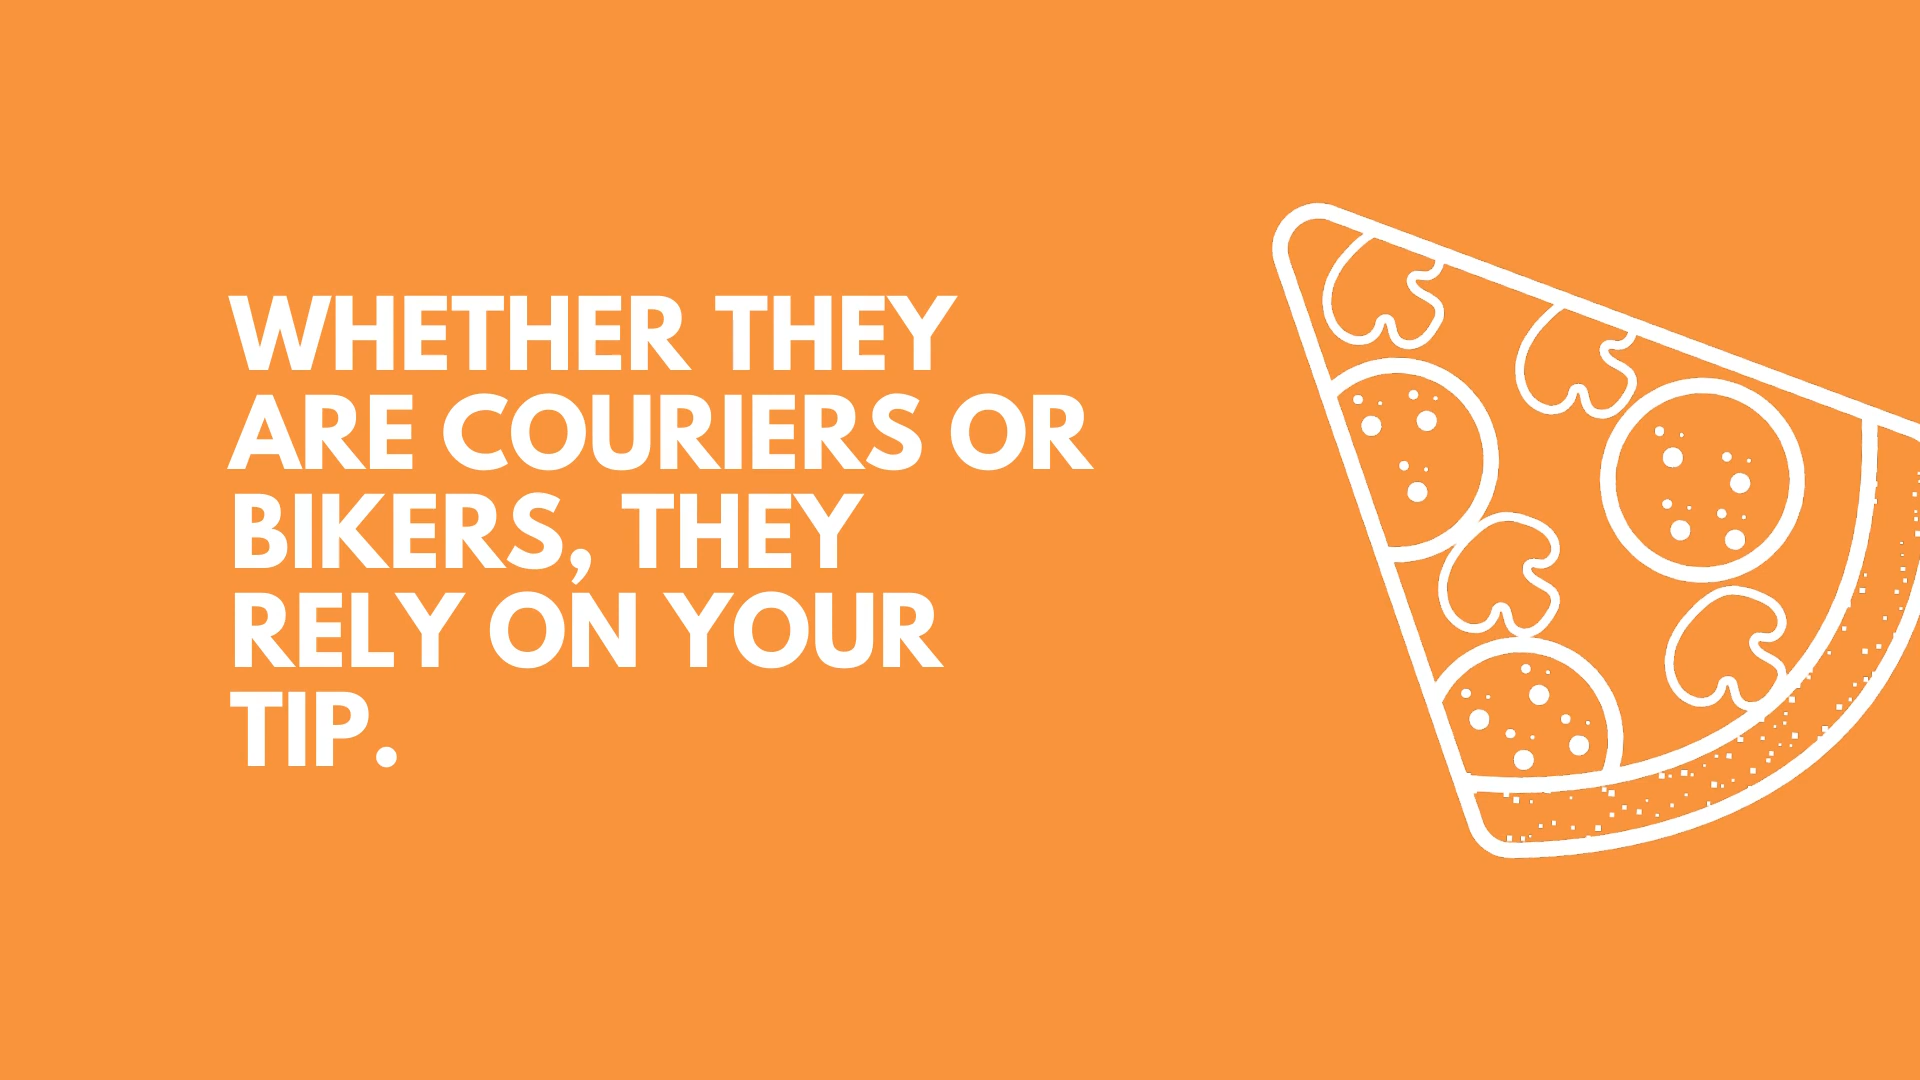 WHETHER THEY
ARE COURIERS OR
BIKERS, THEY
RELY ON YOUR
TIP.